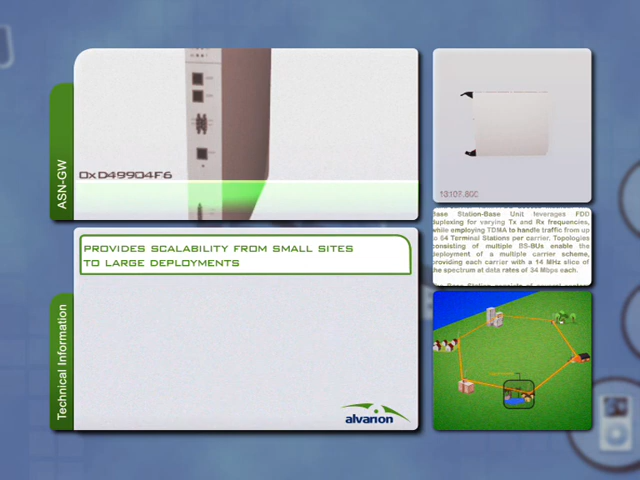 ASN-GW
0xD49904F6
PROVIDES SCALABILITY FROM SMALL SITES
TO LARGE DEPLOYMENTS
Technical Information
alvarion
Base Station-Base Unit leverages FDD
duplexing for varying Tx and Rx frequencies,
while employing TDMA to handle traffic from up
to 64 Terminal Stations per carrier. Topologies
consisting of multiple BS-BUs enable the
deployment of a multiple carrier scheme,
providing each carrier with a 14 MHz slice of
the spectrum at data rates of 34 Mbps each.